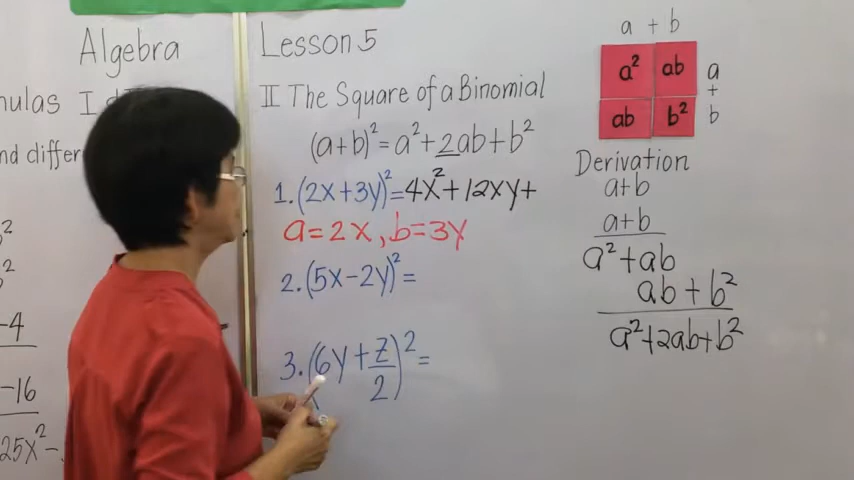 Algebra
nulas I
nd differ
2
2
-4
-16
25x² -
Lesson 5
II The Square of a Binomial
(a+b)² = a² + 2ab + b²
1. (2x+3y)² = 4x² + 12xy +
a = 2x, b = 3y
2. (5x-2y)² =
3. (6y + z/2)² =
a + b
a² ab
ab b²
a
+
b
Derivation
a+b
a+b
a² + ab
ab + b²
a² + 2ab + b²